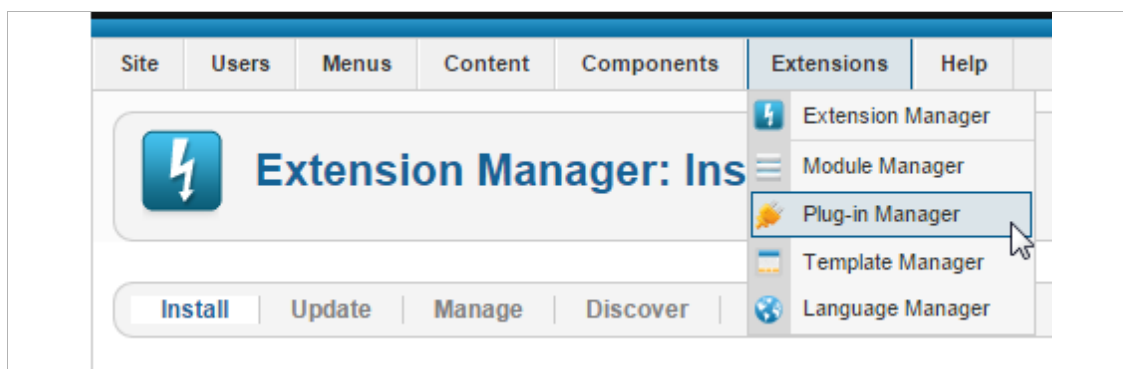 Site Users Menus Content Components Extensions Help
Extension Manager
Extension Manager: Ins
Module Manager
Plug-in Manager
Template Manager
Install Update Manage Discover
Language Manager